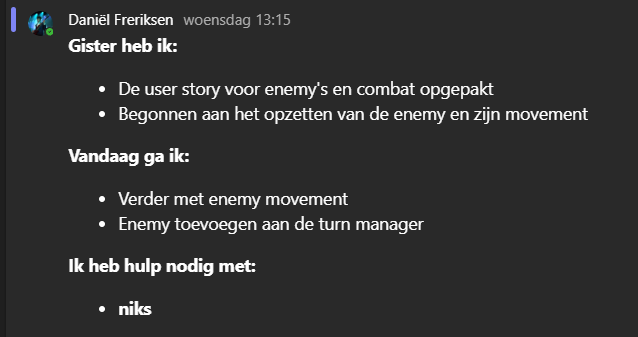 Daniël Freriksen woensdag 13:15
Gister heb ik:
• De user story voor enemy's en combat opgepakt
• Begonnen aan het opzetten van de enemy en zijn movement
Vandaag ga ik:
• Verder met enemy movement
• Enemy toevoegen aan de turn manager
Ik heb hulp nodig met:
• niks